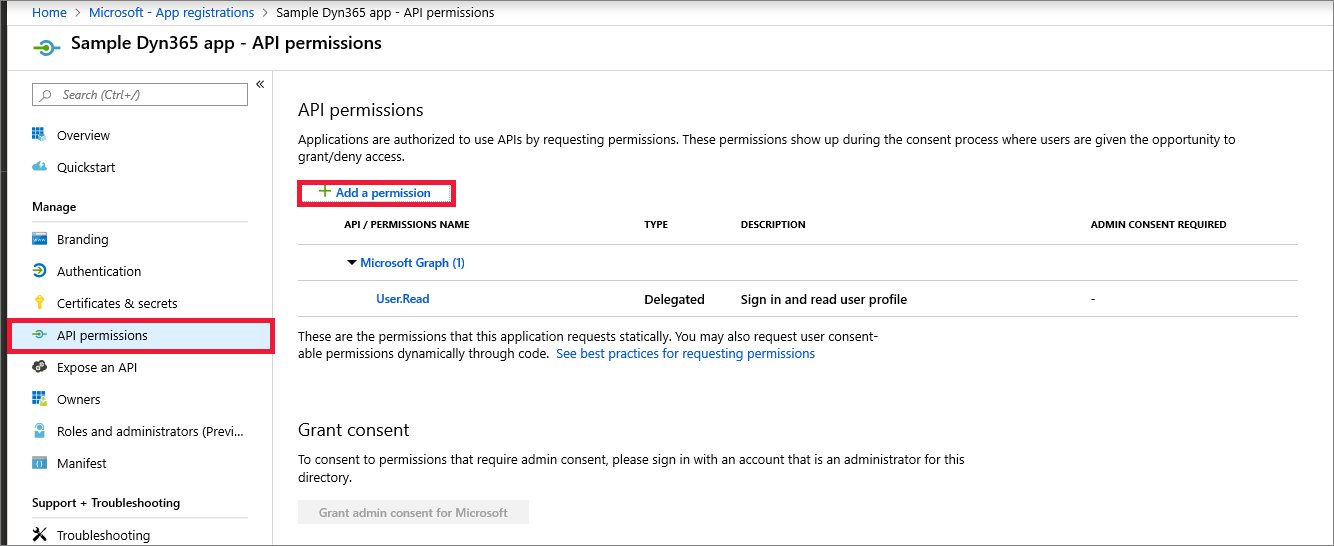 Home > Microsoft - App registrations > Sample Dyn365 app - API permissions
Sample Dyn365 app - API permissions
Search (Ctrl+/)
«
Overview
Quickstart
Manage
Branding
Authentication
Certificates & secrets
API permissions
Expose an API
Owners
Roles and administrators (Previ...
Manifest
Support + Troubleshooting
Troubleshooting
API permissions
Applications are authorized to use APIs by requesting permissions. These permissions show up during the consent process where users are given the opportunity to
grant/deny access.
+ Add a permission
API / PERMISSIONS NAME TYPE DESCRIPTION ADMIN CONSENT REQUIRED
Microsoft Graph (1)
User.Read Delegated Sign in and read user profile -
These are the permissions that this application requests statically. You may also request user consent-
able permissions dynamically through code. See best practices for requesting permissions
Grant consent
To consent to permissions that require admin consent, please sign in with an account that is an administrator for this
directory.
Grant admin consent for Microsoft